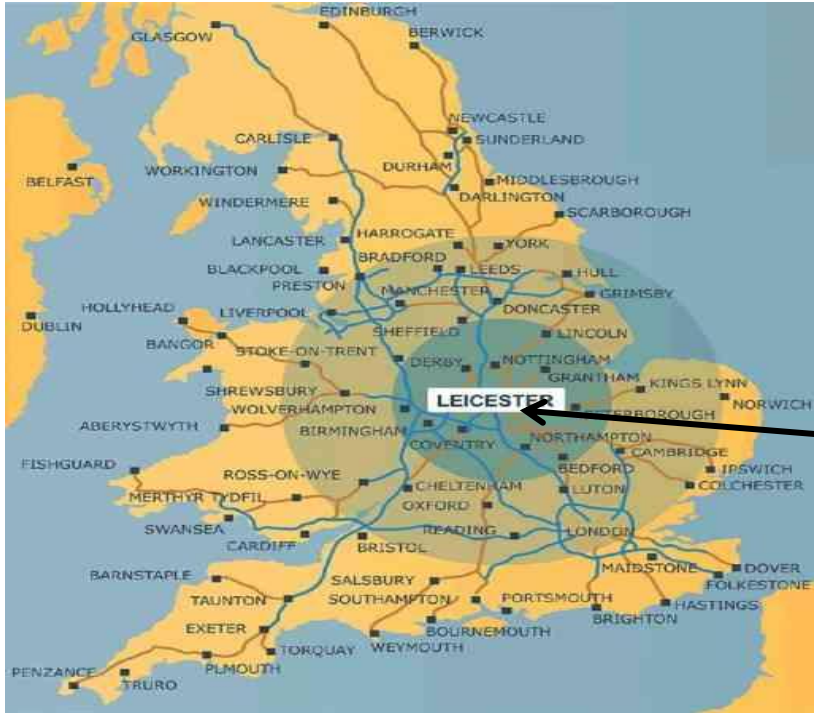 EDINBURGH
GLASGOW
BERWICK
NEWCASTLE
CARLISLE
SUNDERLAND
DURHAM
WORKINGTON
BELFAST
MIDDLESBROUGH
DARLINGTON
WINDERMERE
SCARBOROUGH
HARROGATE
LANCASTER
YORK
BRADFORD
BLACKPOOL
LEEDS
HULL
PRESTON
MANCHESTER
GRIMSBY
HOLLYHEAD
LIVERPOOL
DONCASTER
DUBLIN
SHEFFIELD
LINCOLN
BANGOR
STOKE-ON-TRENT
DERBY
NOTTINGHAM
GRANTHAM
KINGS LYNN
SHREWSBURY
LEICESTER
NORWICH
WOLVERHAMPTON
PETERBOROUGH
ABERYSTWYTH
BIRMINGHAM
COVENTRY
NORTHAMPTON
CAMBRIDGE
FISHGUARD
ROSS-ON-WYE
BEDFORD
IPSWICH
CHELTENHAM
LUTON
COLCHESTER
MERTHYR TYDFIL
OXFORD
SWANSEA
READING
LONDON
CARDIFF
BRISTOL
MAIDSTONE
DOVER
BARNSTAPLE
SALSBURY
FOLKESTONE
TAUNTON
SOUTHAMPTON
PORTSMOUTH
HASTINGS
BRIGHTON
EXETER
BOURNEMOUTH
TORQUAY
WEYMOUTH
PENZANCE
PLMOUTH
TRURO